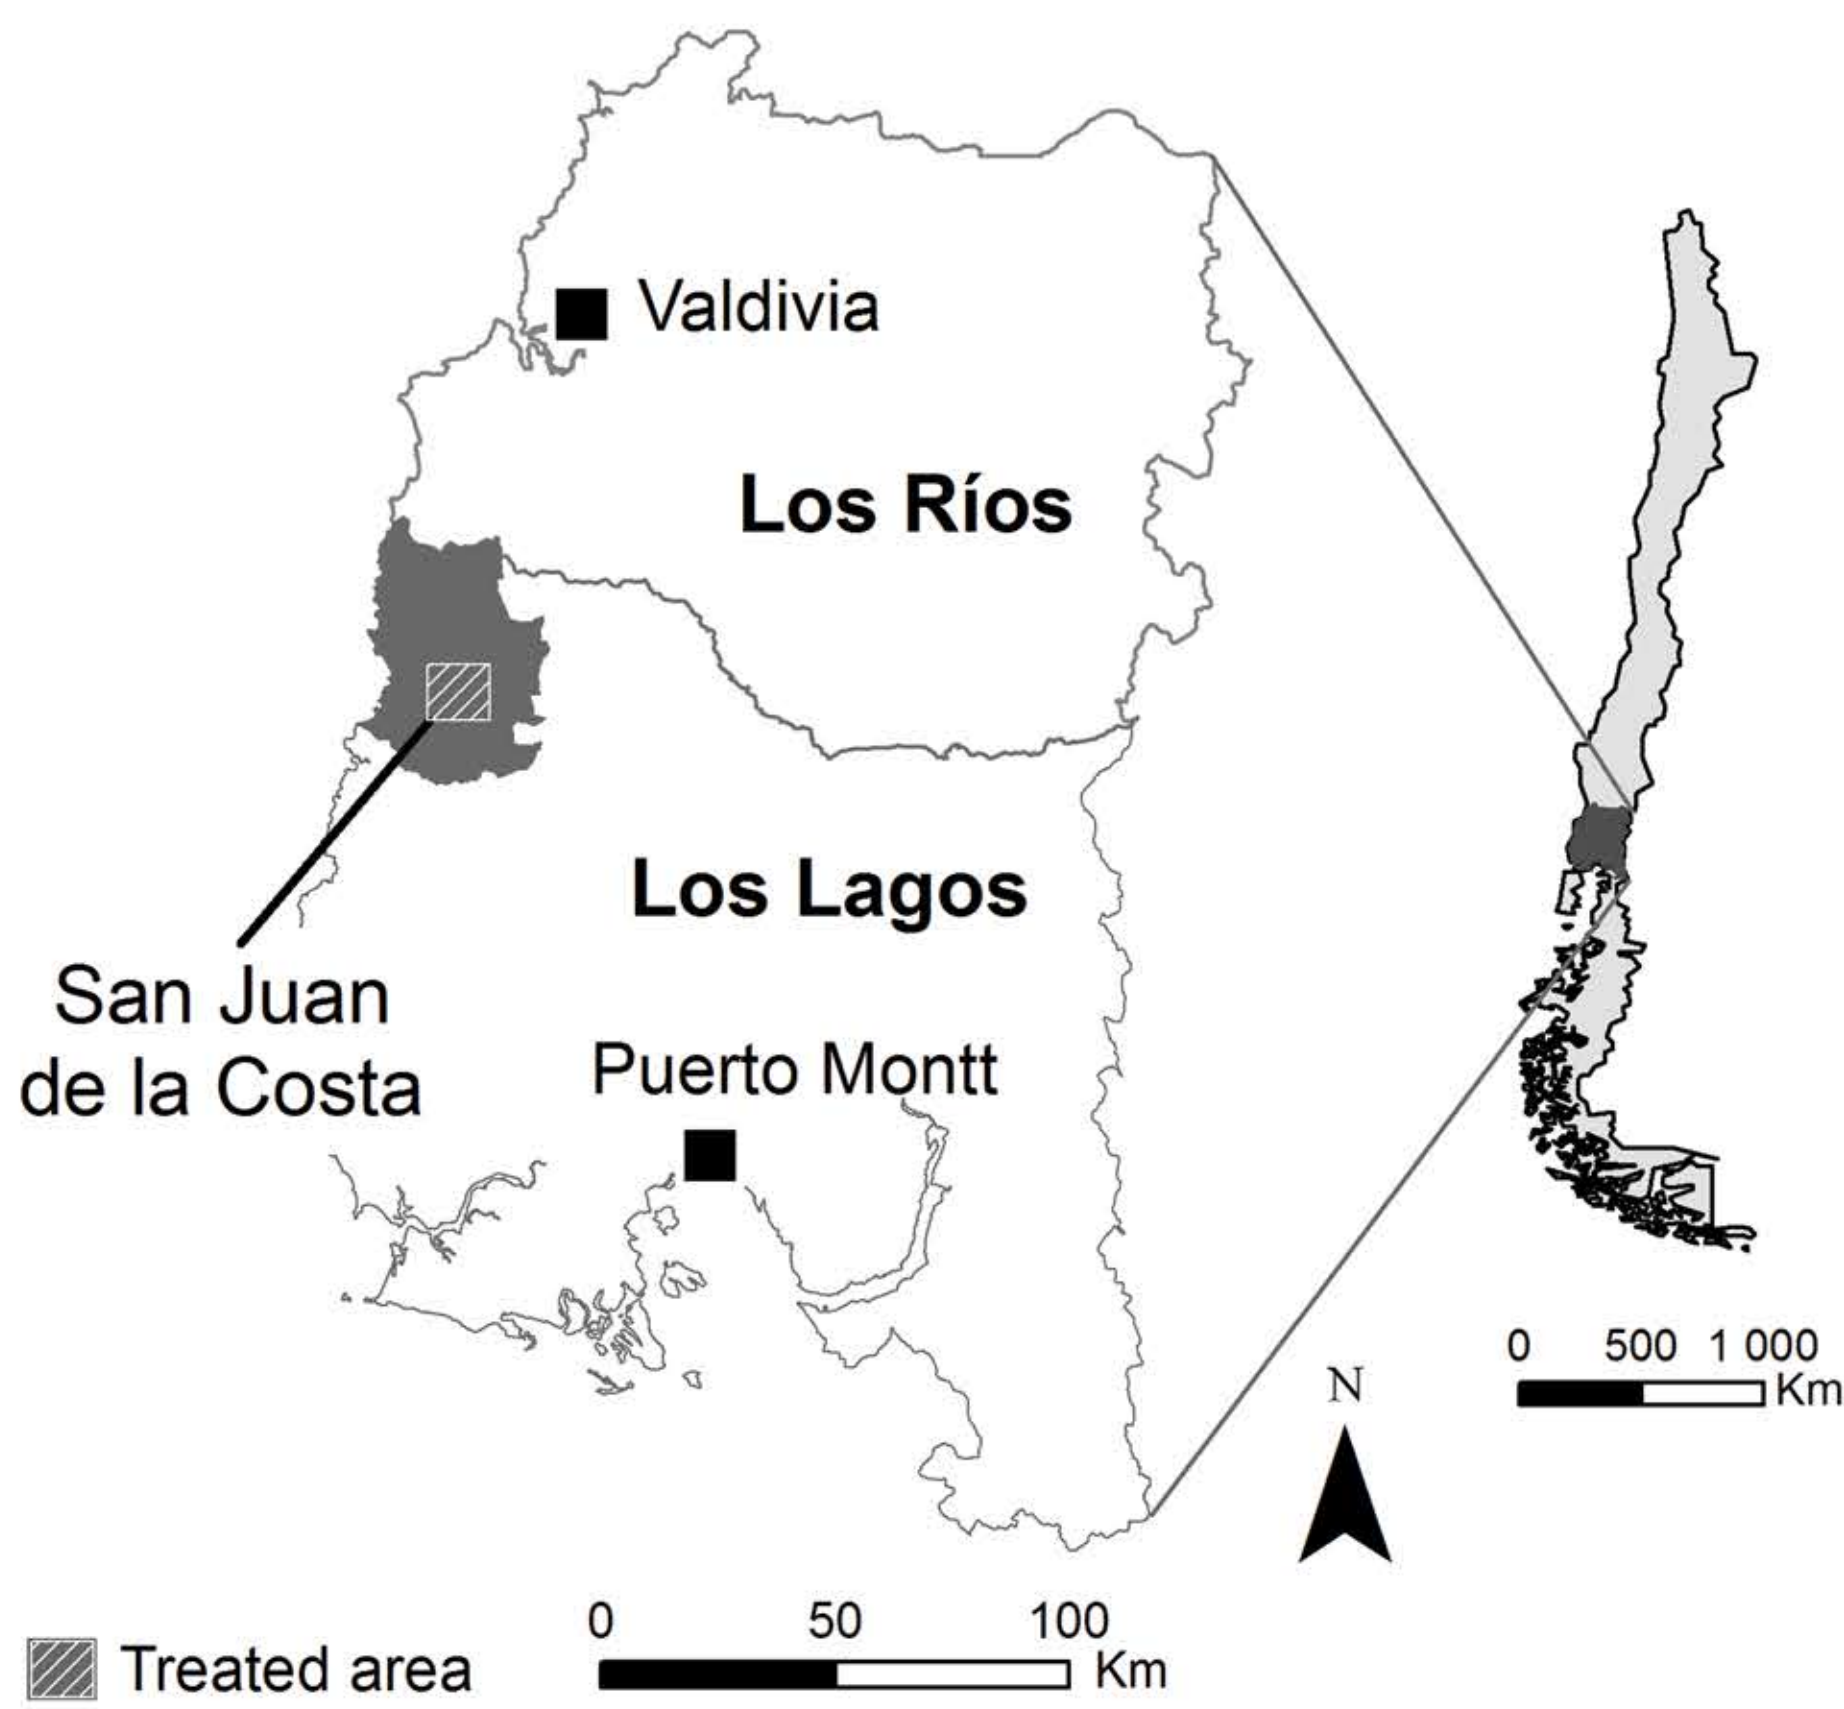 Valdivia
Los Ríos
Los Lagos
San Juan
de la Costa
Puerto Montt
0 500 1 000
Km
N
0 50 100
Km
Treated area